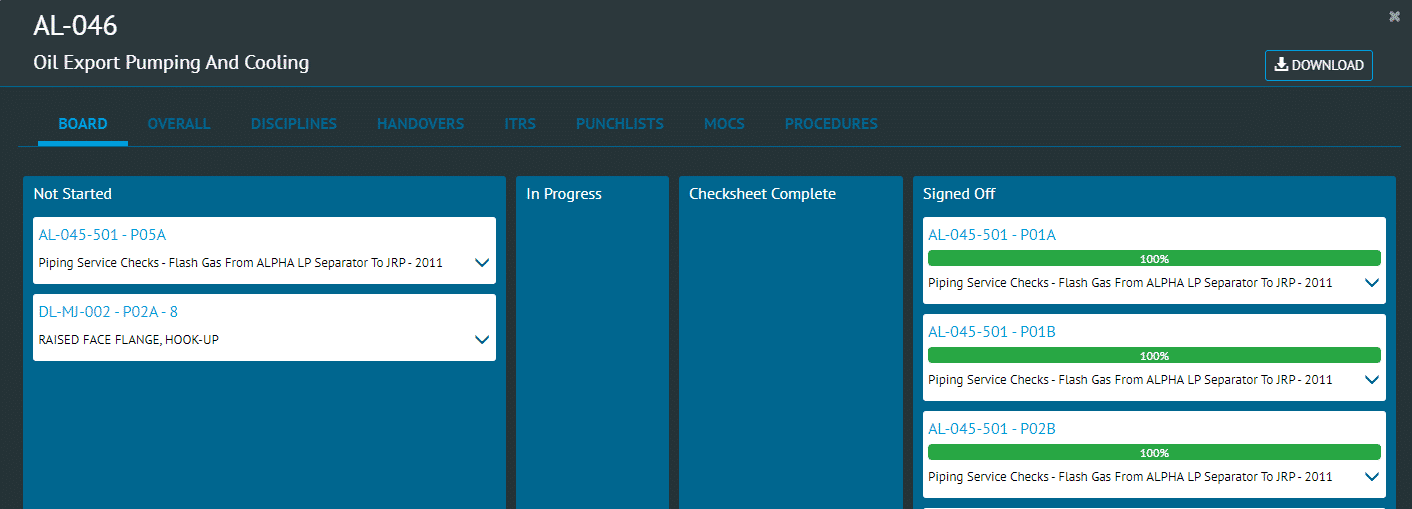 AL-046
Oil Export Pumping And Cooling
DOWNLOAD
BOARD OVERALL DISCIPLINES HANDOVERS ITRS PUNCHLISTS MOCS PROCEDURES
Not Started
AL-045-501 - P05A
Piping Service Checks - Flash Gas From ALPHA LP Separator To JRP - 2011
DL-MJ-002 - P02A - 8
RAISED FACE FLANGE, HOOK-UP
In Progress
Checksheet Complete
Signed Off
AL-045-501 - P01A
100%
Piping Service Checks - Flash Gas From ALPHA LP Separator To JRP - 2011
AL-045-501 - P01B
100%
Piping Service Checks - Flash Gas From ALPHA LP Separator To JRP - 2011
AL-045-501 - P02B
100%
Piping Service Checks - Flash Gas From ALPHA LP Separator To JRP - 2011